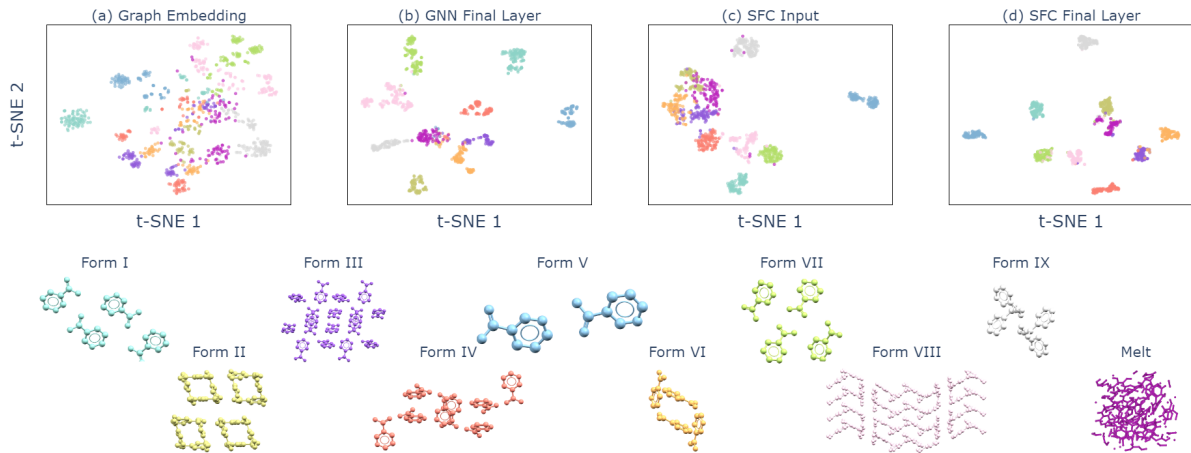 (a) Graph Embedding
(b) GNN Final Layer
(c) SFC Input
(d) SFC Final Layer
t-SNE 2
t-SNE 1
t-SNE 1
t-SNE 1
t-SNE 1
Form I
Form III
Form V
Form VII
Form IX
Form II
Form IV
Form VI
Form VIII
Melt